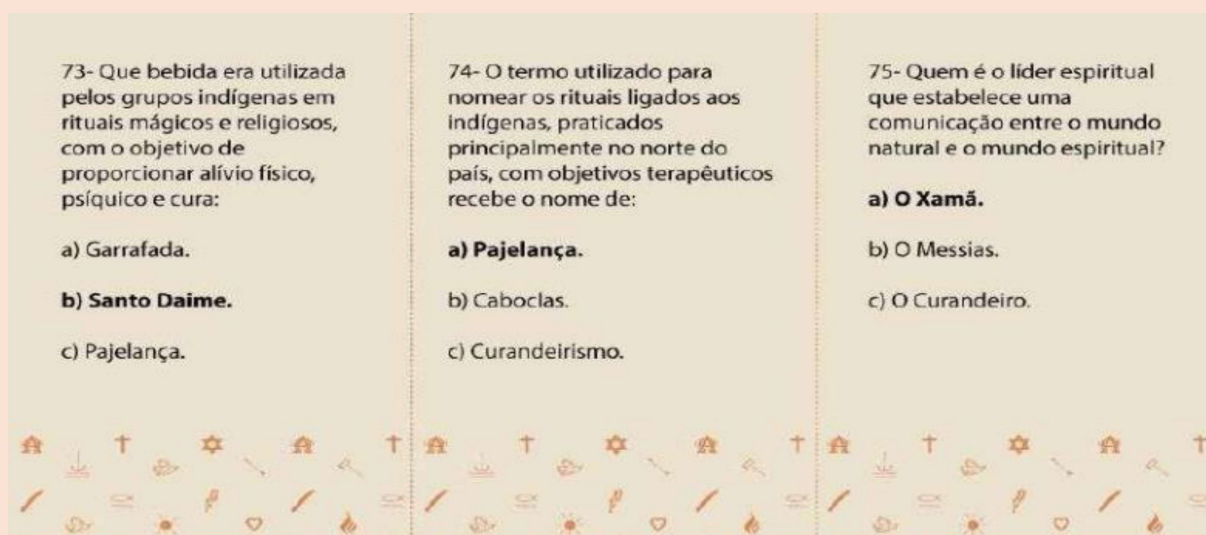 73- Que bebida era utilizada
pelos grupos indígenas em
rituais mágicos e religiosos,
com o objetivo de
proporcionar alívio físico,
psíquico e cura:
a) Garrafada.
b) Santo Daime.
c) Pajelança.
74- O termo utilizado para
nomear os rituais ligados aos
indígenas, praticados
principalmente no norte do
país, com objetivos terapêuticos
recebe o nome de:
a) Pajelança.
b) Caboclas.
c) Curandeirismo.
75- Quem é o líder espiritual
que estabelece uma
comunicação entre o mundo
natural e o mundo espiritual?
a) O Xamã.
b) O Messias.
c) O Curandeiro.